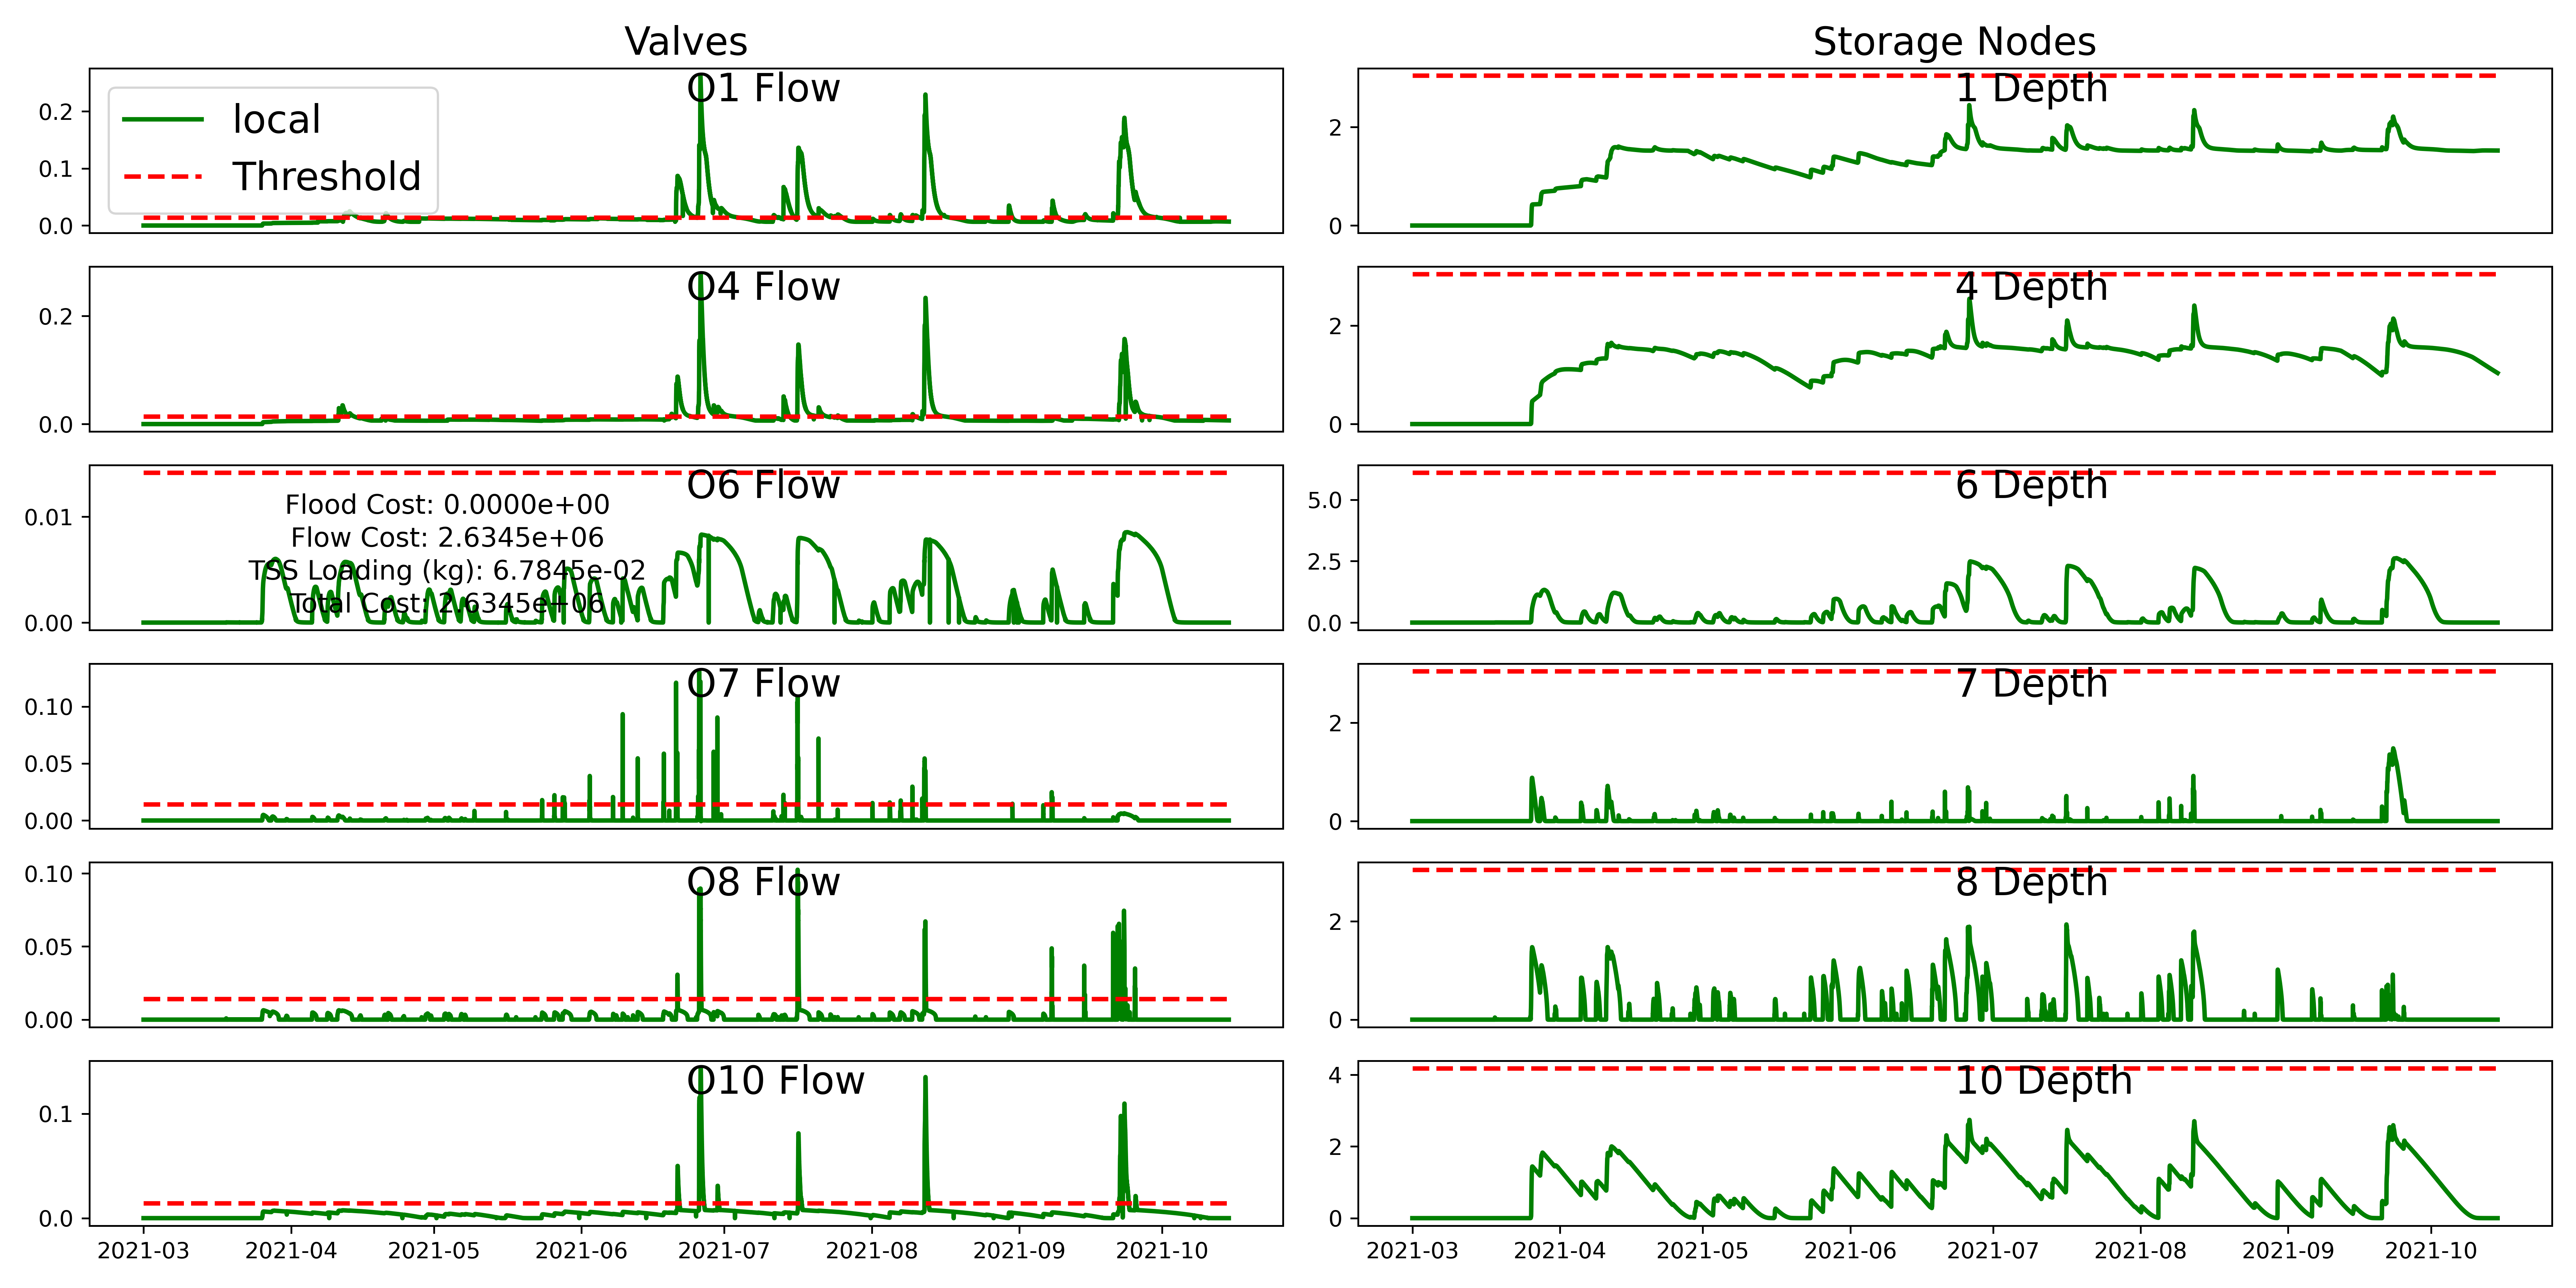 Valves
Storage Nodes
O1 Flow
local
Threshold
0.2
0.1
0.0
1 Depth
2
0
O4 Flow
0.2
0.0
4 Depth
2
0
O6 Flow
Flood Cost: 0.0000e+00
Flow Cost: 2.6345e+06
TSS Loading (kg): 6.7845e-02
Total Cost: 2.6345e+06
0.01
0.00
6 Depth
5.0
2.5
0.0
O7 Flow
0.10
0.05
0.00
7 Depth
2
0
O8 Flow
0.10
0.05
0.00
8 Depth
2
0
O10 Flow
0.1
0.0
2021-03 2021-04 2021-05 2021-06 2021-07 2021-08 2021-09 2021-10
10 Depth
4
2
0
2021-03 2021-04 2021-05 2021-06 2021-07 2021-08 2021-09 2021-10